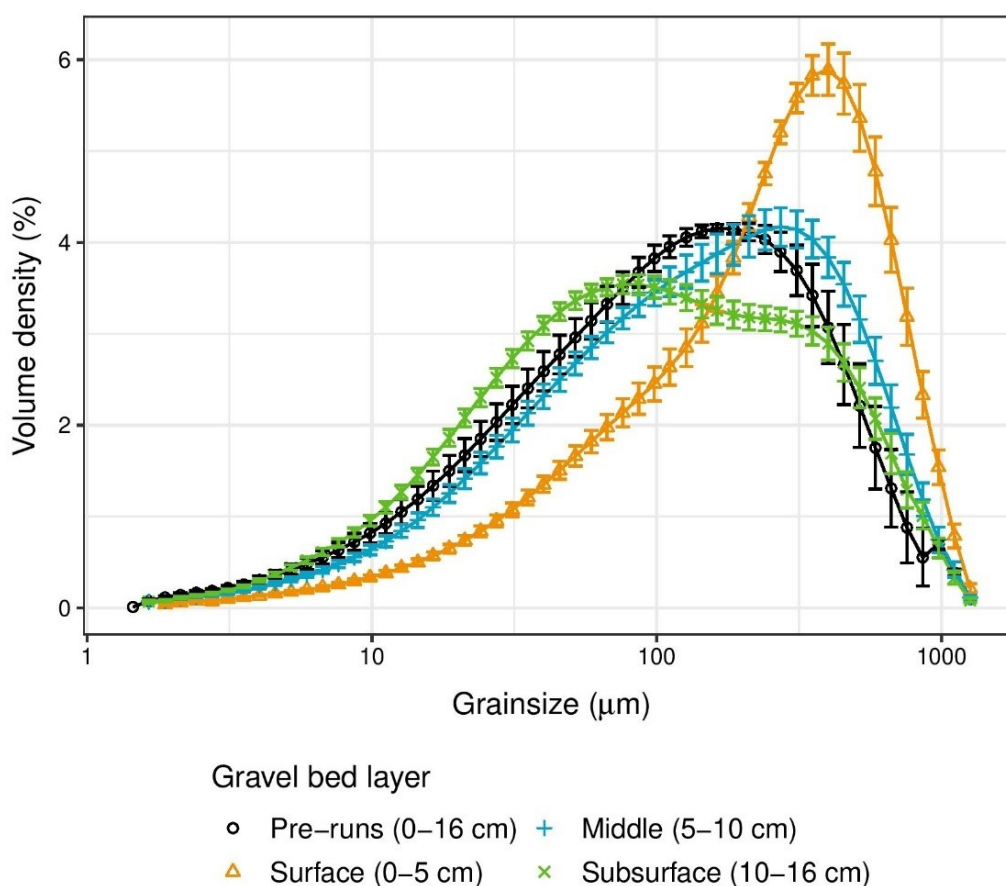 6
4
2
0
Volume density (%)
1 10 100 1000
Grainsize (μm)
Gravel bed layer
Pre−runs (0−16 cm) Middle (5−10 cm)
Surface (0−5 cm) Subsurface (10−16 cm)